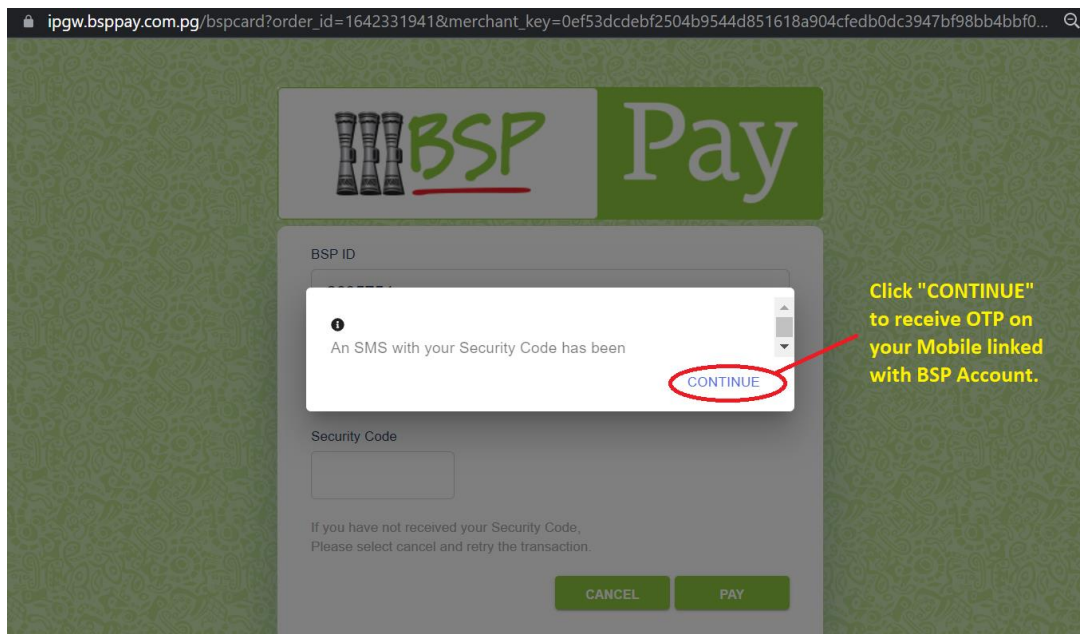 ipgw.bsppay.com.pg/bspcard?order_id=1642331941&merchant_key=0ef53dcdebf2504b9544d851618a904cfedb0dc3947bf98bb4bbf0...
BSP Pay
BSP ID
An SMS with your Security Code has been
CONTINUE
Click "CONTINUE"
to receive OTP on
your Mobile linked
with BSP Account.
Security Code
If you have not received your Security Code,
Please select cancel and retry the transaction.
CANCEL PAY